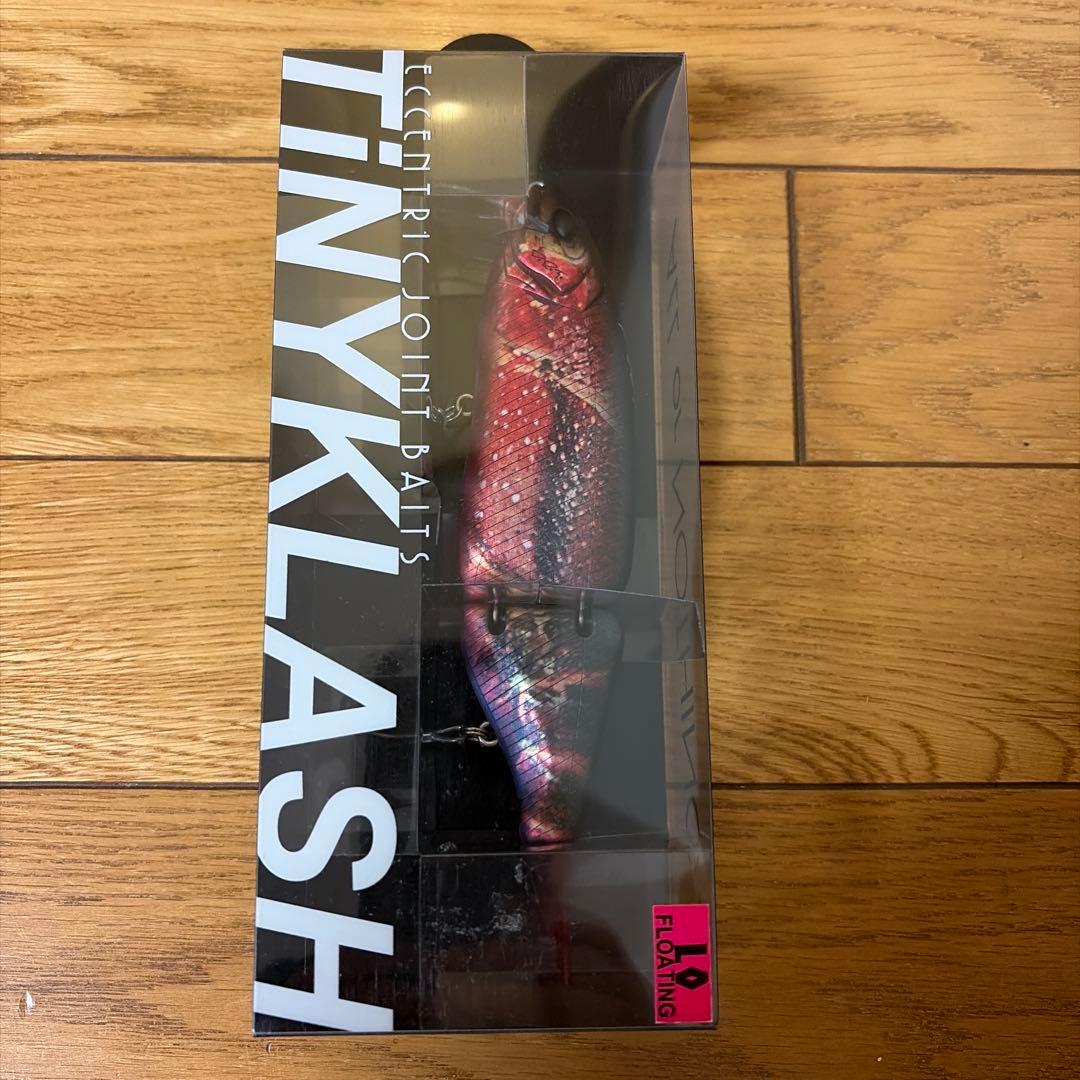 TiNYKLASH
ECCENTRIC JOINT BAITS
LO
FLOATING